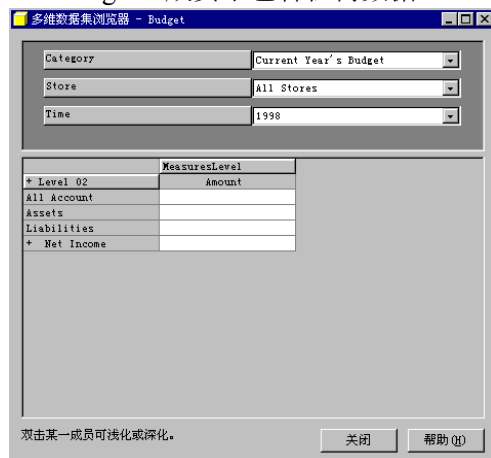 多维数据集浏览器 - Budget
Category Current Year's Budget
Store All Stores
Time 1998
MeasuresLevel
+ Level 02 Amount
All Account
Assets
Liabilities
+ Net Income
双击某一成员可浅化或深化。 关闭 帮助(H)